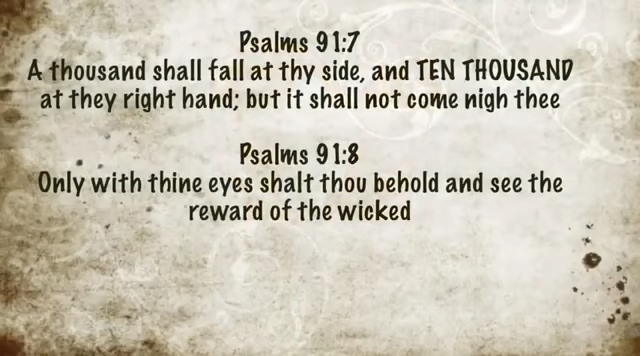 Psalms 91:7
A thousand shall fall at thy side, and TEN THOUSAND
at they right hand; but it shall not come nigh thee
Psalms 91:8
Only with thine eyes shalt thou behold and see the
reward of the wicked